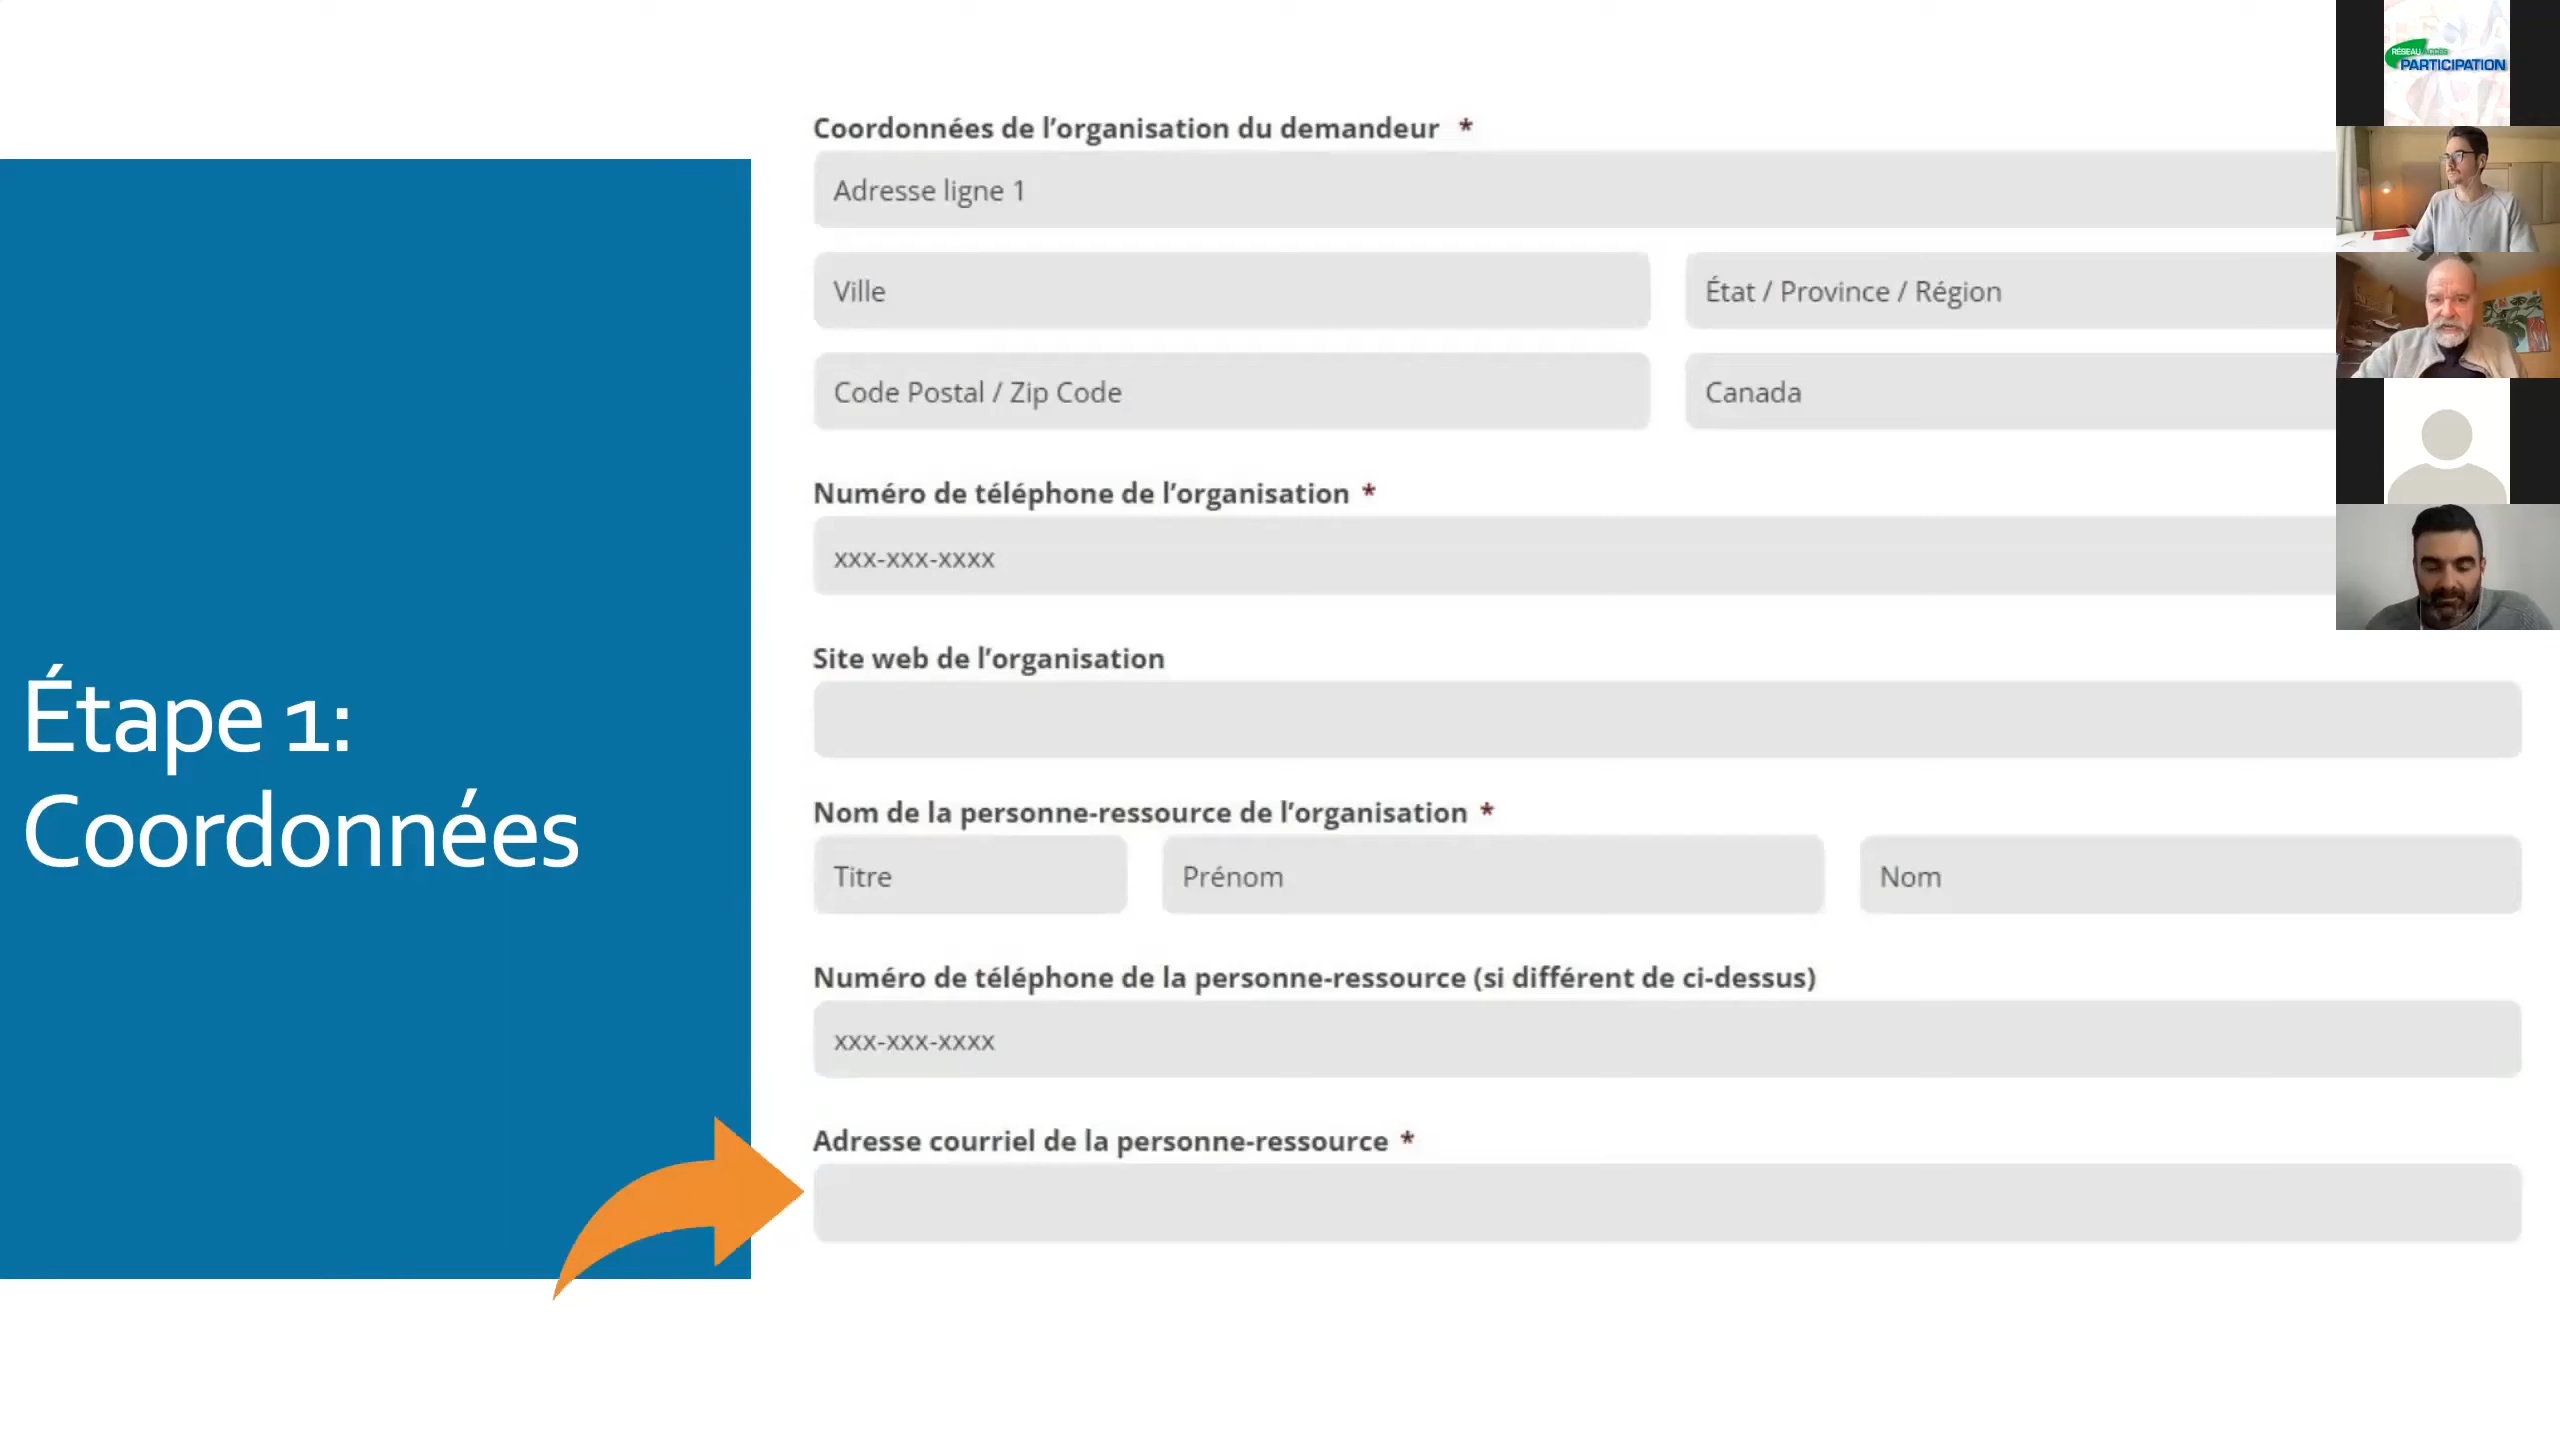 Coordonnées de l’organisation du demandeur *
Adresse ligne 1
Ville
État / Province / Région
Code Postal / Zip Code
Canada
Numéro de téléphone de l’organisation *
xxx-xxx-xxxx
Site web de l’organisation
Nom de la personne-ressource de l’organisation *
Titre
Prénom
Nom
Numéro de téléphone de la personne-ressource (si différent de ci-dessus)
xxx-xxx-xxxx
Adresse courriel de la personne-ressource *
Étape 1:
Coordonnées
RÉSEAU ACCÈS
PARTICIPATION